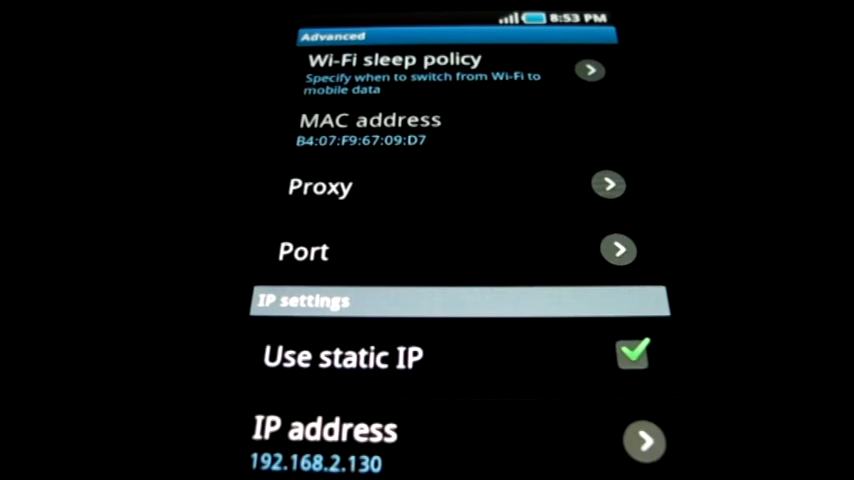 8:53 PM
Advanced
Wi-Fi sleep policy
Specify when to switch from Wi-Fi to
mobile data
MAC address
B4:07:F9:67:09:D7
Proxy
Port
IP settings
Use static IP
IP address
192.168.2.130